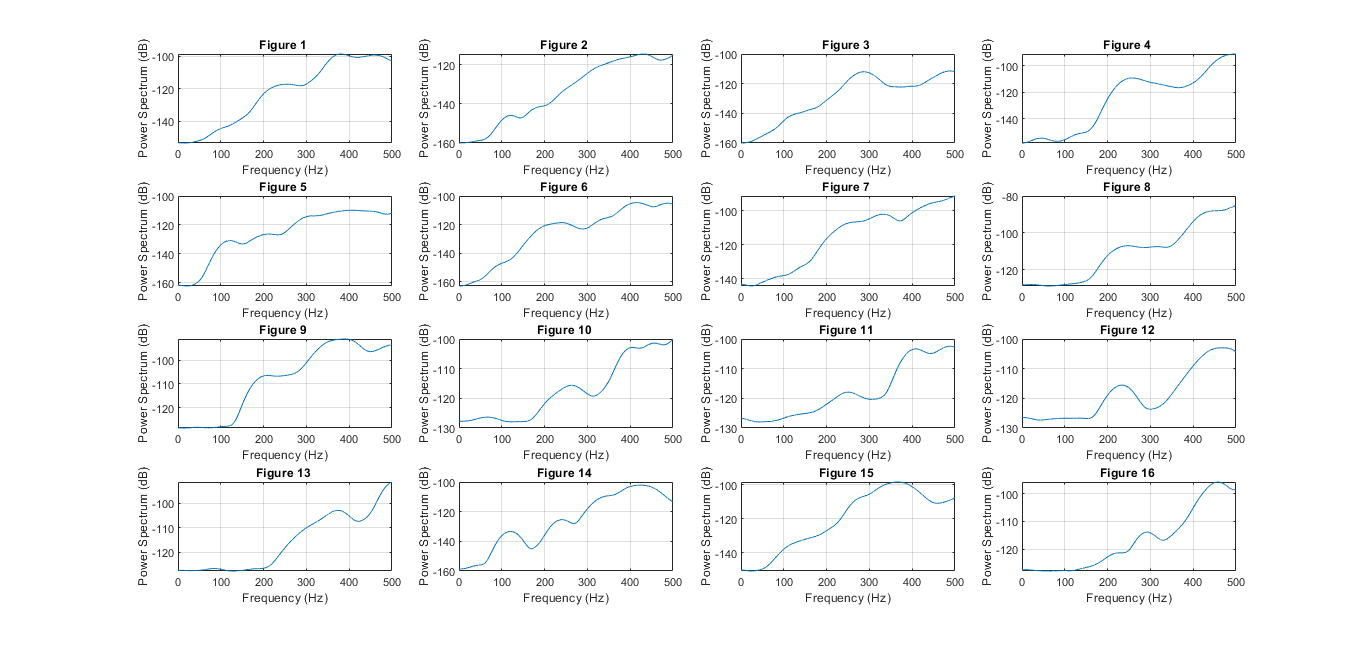 Figure 1
Power Spectrum (dB)
-100
-120
-140
0 100 200 300 400 500
Frequency (Hz)
Figure 2
Power Spectrum (dB)
-120
-140
-160
0 100 200 300 400 500
Frequency (Hz)
Figure 3
Power Spectrum (dB)
-100
-120
-140
-160
0 100 200 300 400 500
Frequency (Hz)
Figure 4
Power Spectrum (dB)
-100
-120
-140
0 100 200 300 400 500
Frequency (Hz)
Figure 5
Power Spectrum (dB)
-100
-120
-140
-160
0 100 200 300 400 500
Frequency (Hz)
Figure 6
Power Spectrum (dB)
-100
-120
-140
-160
0 100 200 300 400 500
Frequency (Hz)
Figure 7
Power Spectrum (dB)
-100
-120
-140
0 100 200 300 400 500
Frequency (Hz)
Figure 8
Power Spectrum (dB)
-80
-100
-120
0 100 200 300 400 500
Frequency (Hz)
Figure 9
Power Spectrum (dB)
-100
-110
-120
0 100 200 300 400 500
Frequency (Hz)
Figure 10
Power Spectrum (dB)
-100
-110
-120
-130
0 100 200 300 400 500
Frequency (Hz)
Figure 11
Power Spectrum (dB)
-100
-110
-120
-130
0 100 200 300 400 500
Frequency (Hz)
Figure 12
Power Spectrum (dB)
-100
-110
-120
-130
0 100 200 300 400 500
Frequency (Hz)
Figure 13
Power Spectrum (dB)
-100
-110
-120
0 100 200 300 400 500
Frequency (Hz)
Figure 14
Power Spectrum (dB)
-100
-120
-140
-160
0 100 200 300 400 500
Frequency (Hz)
Figure 15
Power Spectrum (dB)
-100
-120
-140
0 100 200 300 400 500
Frequency (Hz)
Figure 16
Power Spectrum (dB)
-100
-110
-120
0 100 200 300 400 500
Frequency (Hz)